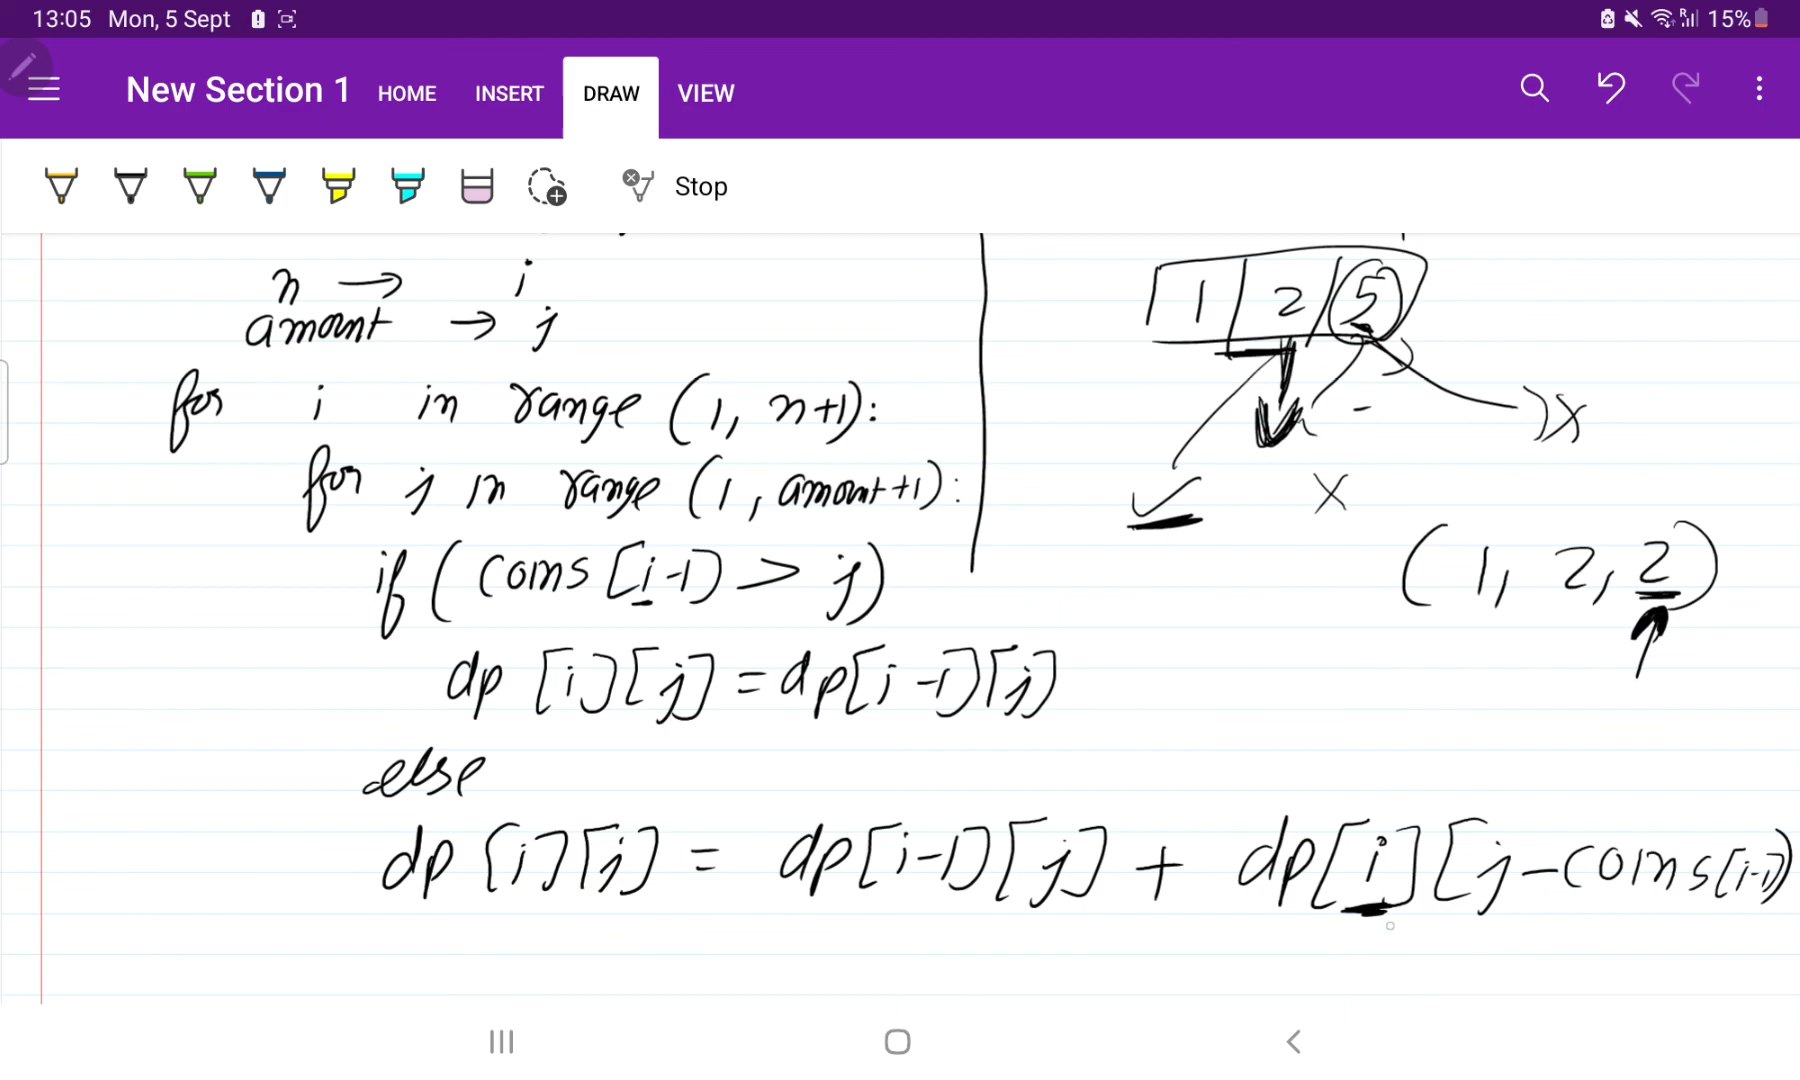 13:05 Mon, 5 Sept
15%
New Section 1 HOME INSERT DRAW VIEW
Stop
n → i
amount → j
for i in range (1, n+1):
for j in range (1, amount+1):
if (coins [i-1] > j)
dp [i][j] = dp[i-1][j]
else
dp [i][j] = dp[i-1][j] + dp[i][j-coins[i-1]
1 2 5
X
X
(1, 2, 2)